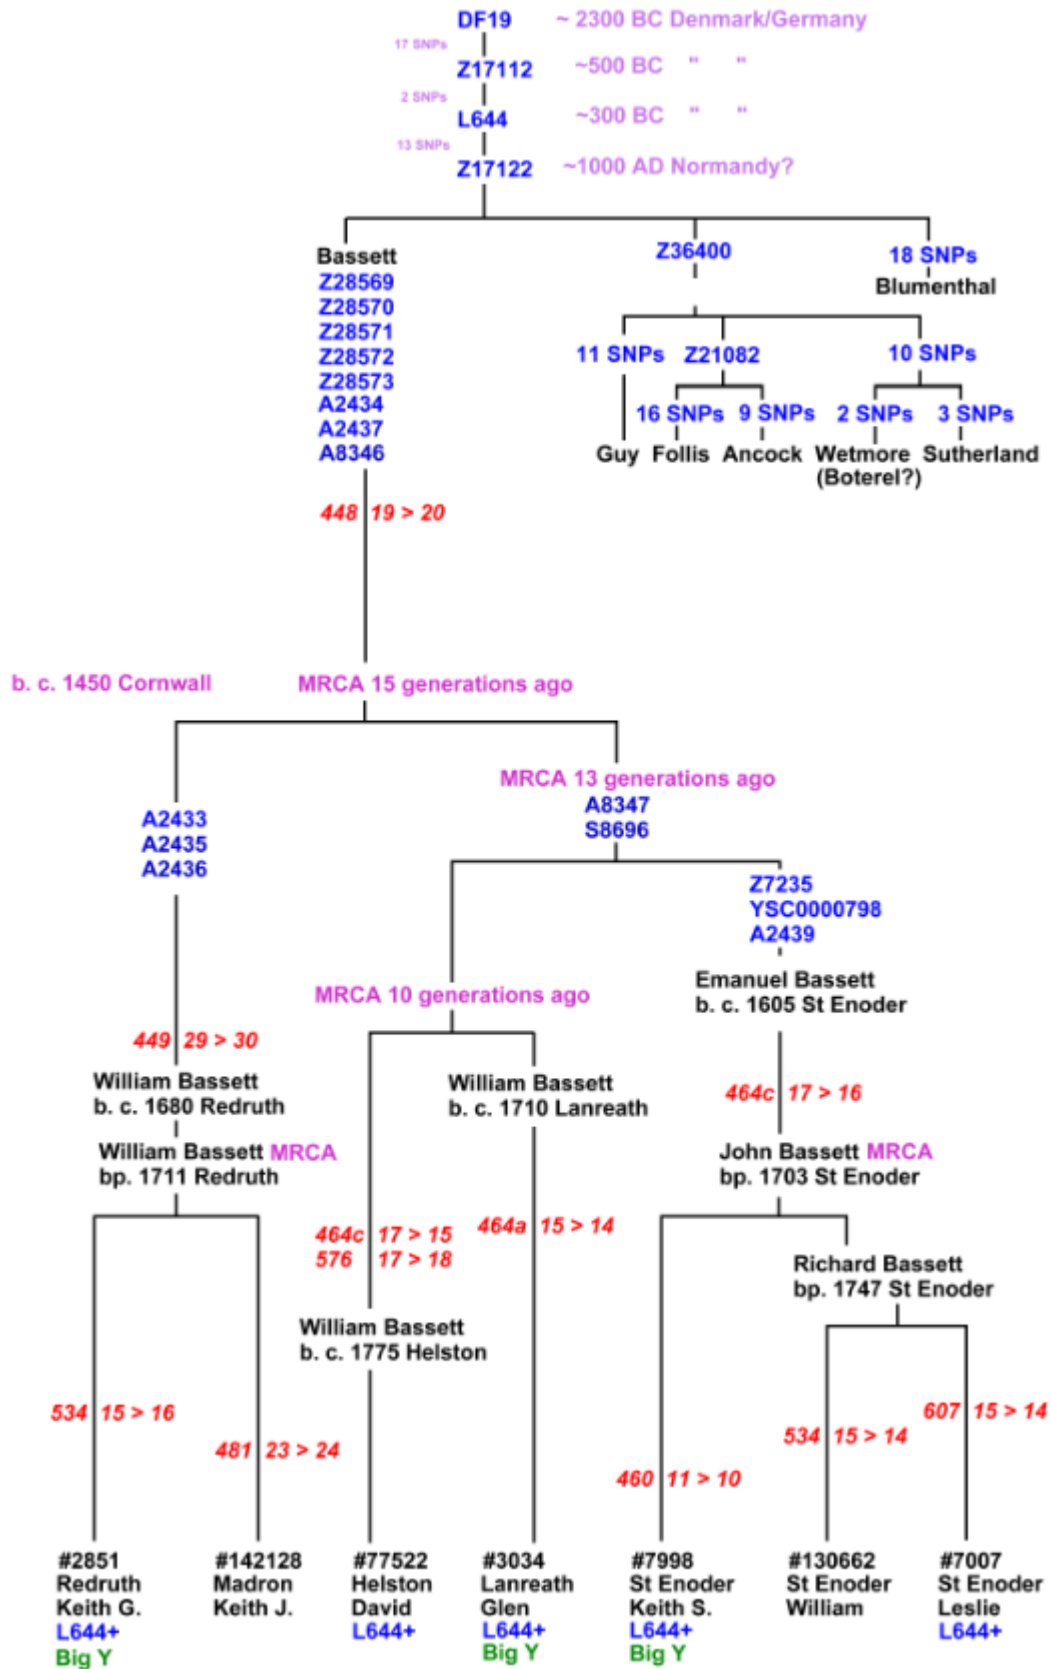 DF19 ~ 2300 BC Denmark/Germany
17 SNPs
Z17112 ~500 BC " "
2 SNPs
L644 ~300 BC " "
13 SNPs
Z17122 ~1000 AD Normandy?
Bassett
Z28569
Z28570
Z28571
Z28572
Z28573
A2434
A2437
A8346
Z36400
18 SNPs
Blumenthal
11 SNPs Z21082 10 SNPs
16 SNPs 9 SNPs 2 SNPs 3 SNPs
Guy Follis Ancock Wetmore Sutherland
(Boterel?)
448 19 > 20
b. c. 1450 Cornwall MRCA 15 generations ago
MRCA 13 generations ago
A8347
S8696
A2433
A2435
A2436
Z7235
YSC0000798
A2439
Emanuel Bassett
b. c. 1605 St Enoder
MRCA 10 generations ago
449 29 > 30
William Bassett
b. c. 1680 Redruth
William Bassett
b. c. 1710 Lanreath
464c 17 > 16
William Bassett MRCA
bp. 1711 Redruth
John Bassett MRCA
bp. 1703 St Enoder
464c 17 > 15
576 17 > 18
464a 15 > 14
Richard Bassett
bp. 1747 St Enoder
William Bassett
b. c. 1775 Helston
534 15 > 16
481 23 > 24
460 11 > 10
534 15 > 14
607 15 > 14
#2851 #142128 #77522 #3034 #7998 #130662 #7007
Redruth Madron Helston Lanreath St Enoder St Enoder St Enoder
Keith G. Keith J. David Glen Keith S. William Leslie
L644+ L644+ L644+ L644+ L644+
Big Y Big Y Big Y